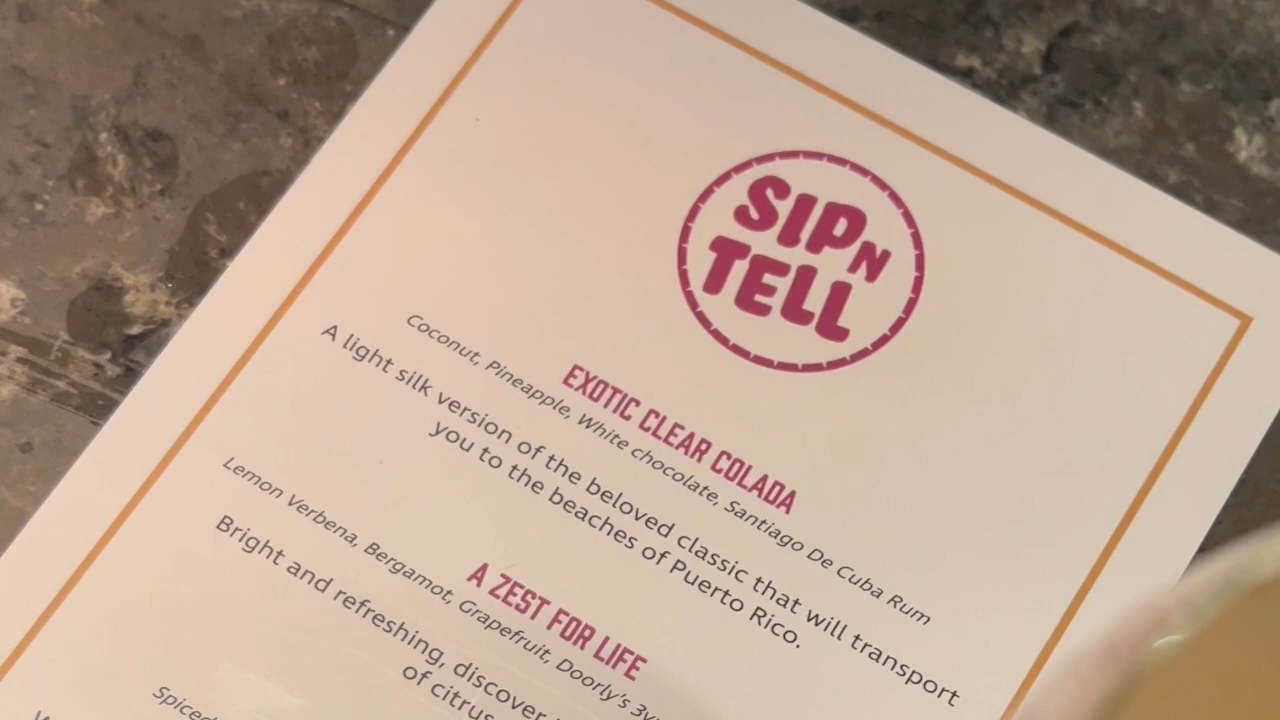 SIP N
TELL
EXOTIC CLEAR COLADA
Coconut, Pineapple, White chocolate, Santiago De Cuba Rum
A light silk version of the beloved classic that will transport
you to the beaches of Puerto Rico.
A ZEST FOR LIFE
Lemon Verbena, Bergamot, Grapefruit, Doorly's
Bright and refreshing, discover
of citrus
Spiced